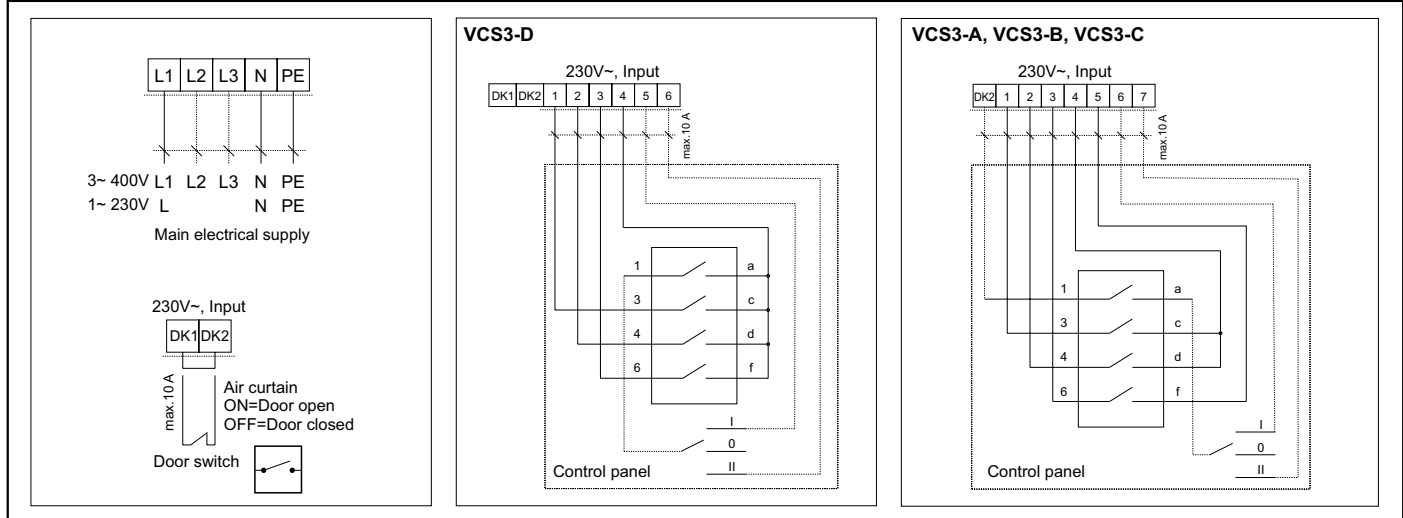 L1 L2 L3 N PE
3~ 400V L1 L2 L3 N PE
1~ 230V L N PE
Main electrical supply
230V~, Input
DK1 DK2
max.10 A
Air curtain
ON=Door open
OFF=Door closed
Door switch
VCS3-D
230V~, Input
DK1 DK2 1 2 3 4 5 6
max.10 A
1 a
3 c
4 d
6 f
I
0
II
Control panel
VCS3-A, VCS3-B, VCS3-C
230V~, Input
DK2 1 2 3 4 5 6 7
max.10 A
1 a
3 c
4 d
6 f
I
0
II
Control panel